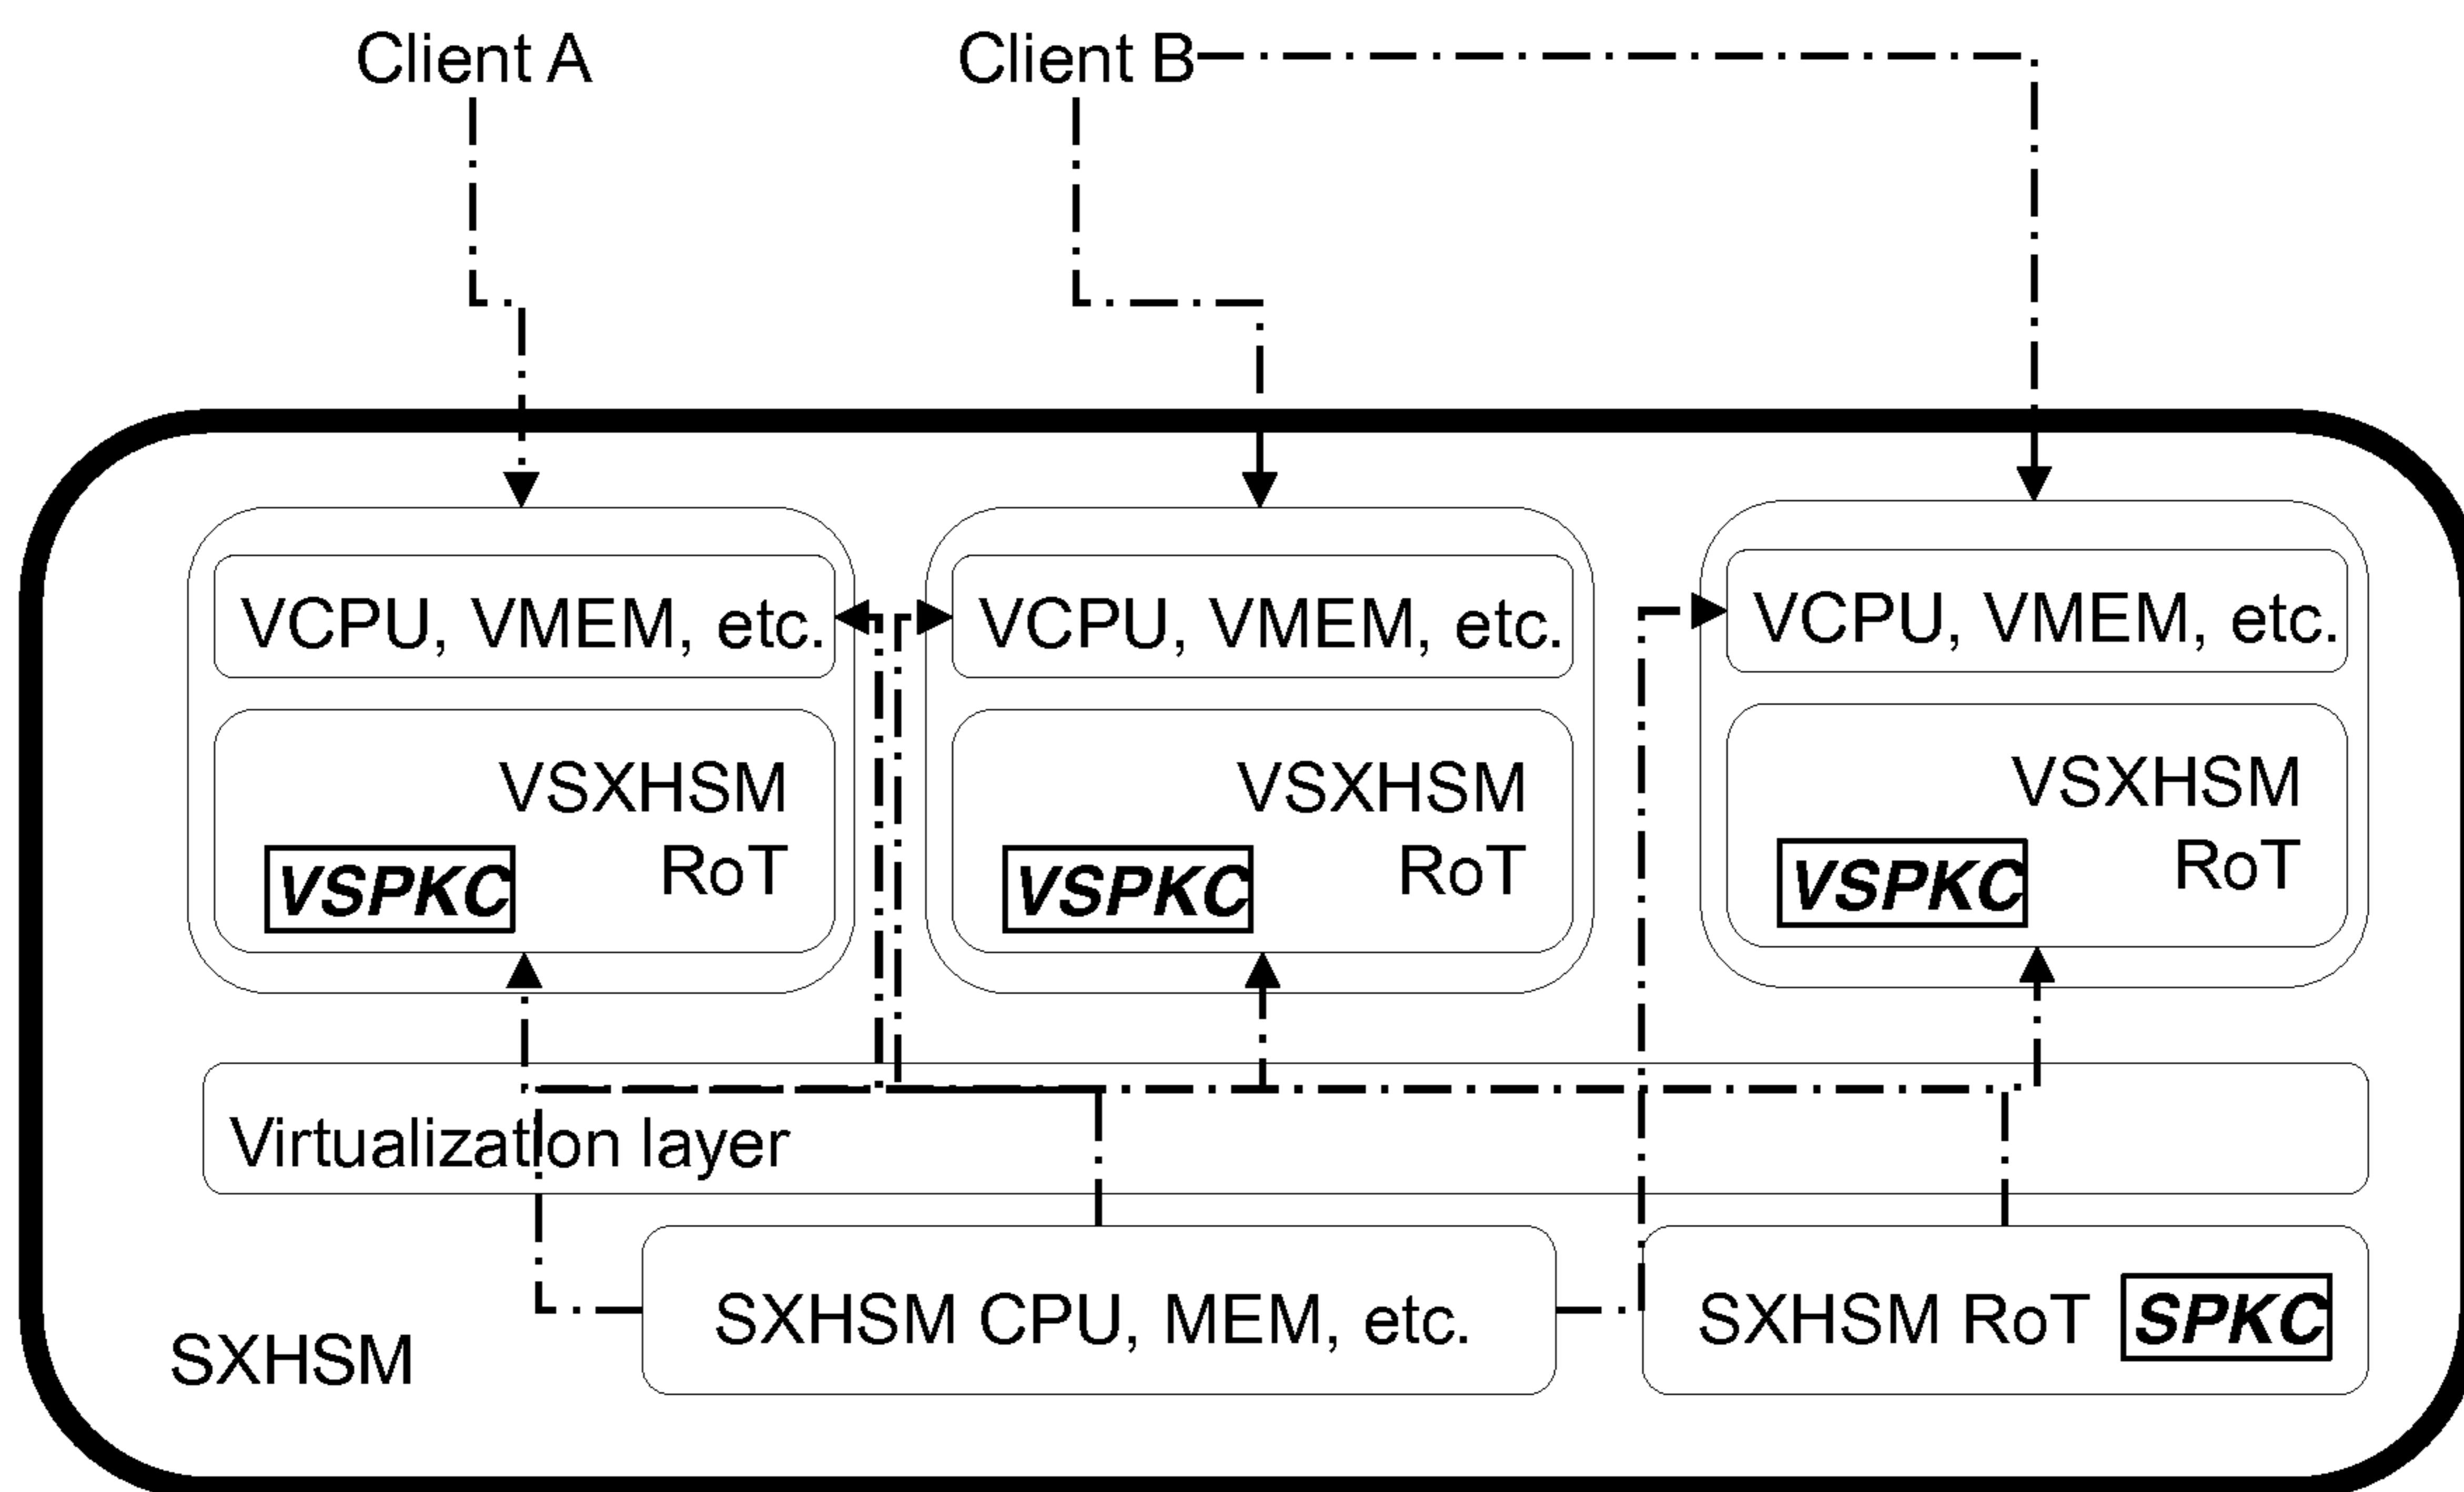 Client A
Client B
VCPU, VMEM, etc.
VCPU, VMEM, etc.
VCPU, VMEM, etc.
VSXHSM
RoT
VSPKC
VSXHSM
RoT
VSPKC
VSXHSM
RoT
VSPKC
Virtualization layer
SXHSM CPU, MEM, etc.
SXHSM RoT
SPKC
SXHSM